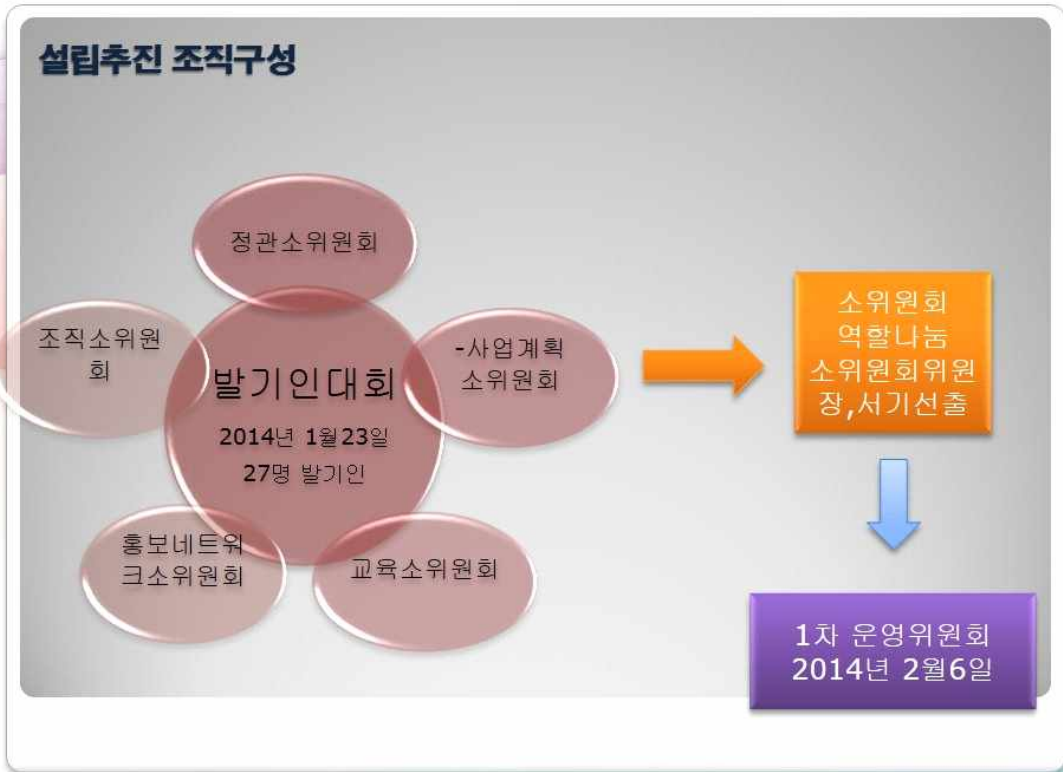 설립추진 조직구성
정관소위원회
조직소위원
회
-사업계획
소위원회
발기인대회
2014년 1월23일
27명 발기인
홍보네트워
크소위원회
교육소위원회
소위원회
역할나눔
소위원회위원
장,서기선출
1차 운영위원회
2014년 2월6일